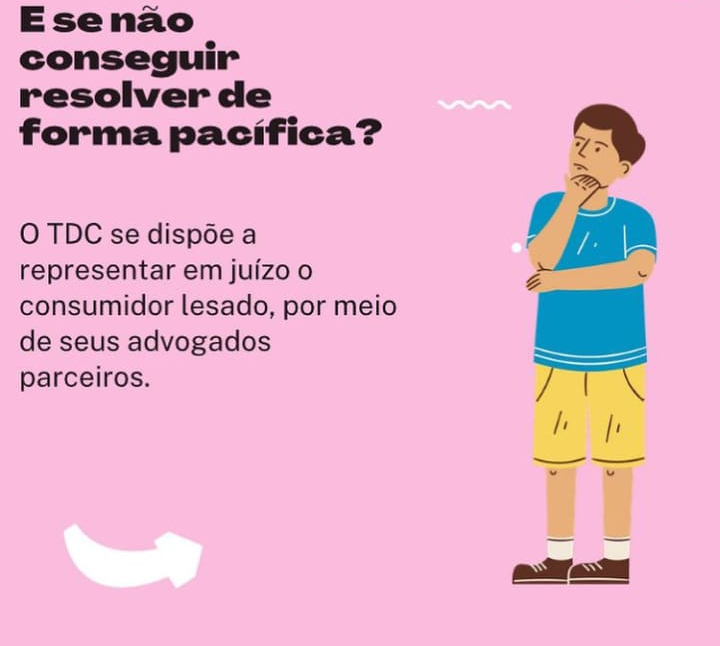 E se não
conseguir
resolver de
forma pacífica?
O TDC se dispõe a
representar em juízo o
consumidor lesado, por meio
de seus advogados
parceiros.